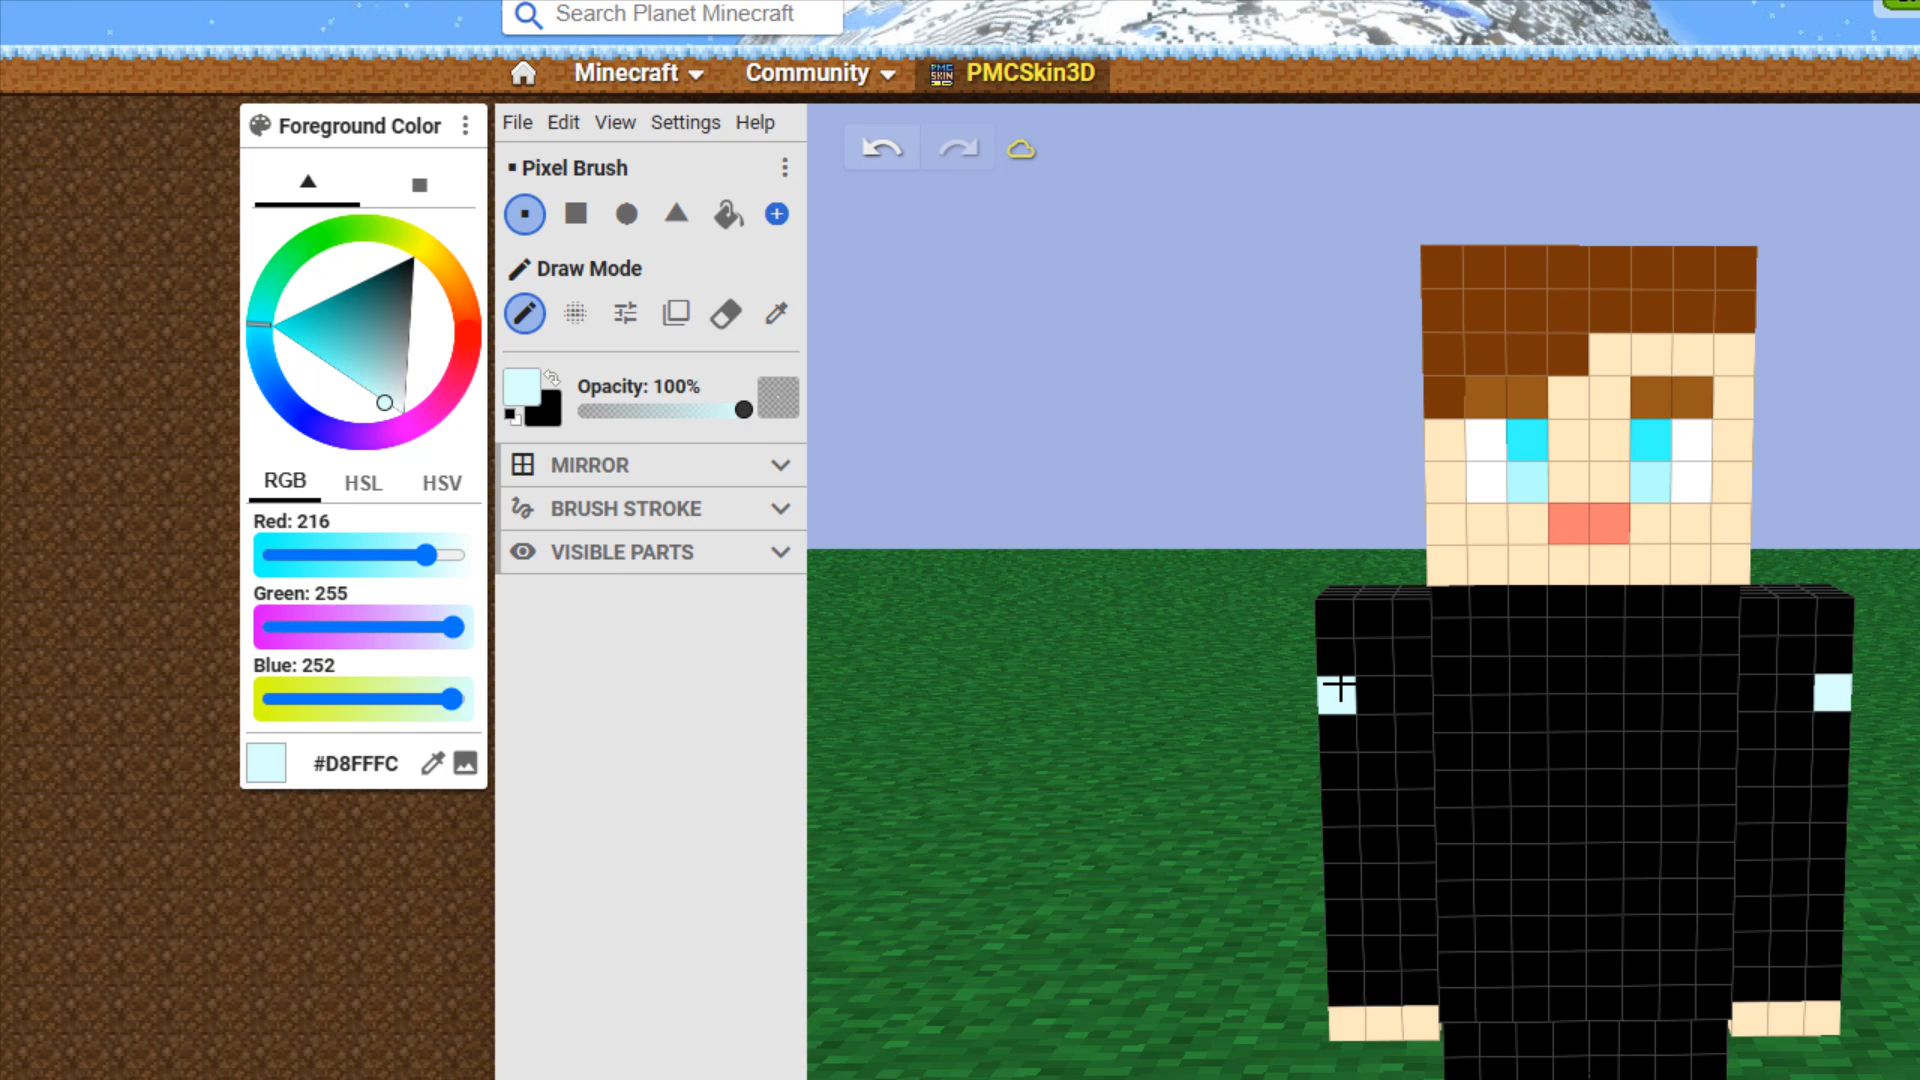 Search Planet Minecraft
Minecraft
Community
PMC SKIN
PMCSkin3D
Foreground Color
File Edit View Settings Help
Pixel Brush
Draw Mode
Opacity: 100%
RGB HSL HSV
MIRROR
BRUSH STROKE
VISIBLE PARTS
Red: 216
Green: 255
Blue: 252
#D8FFFC